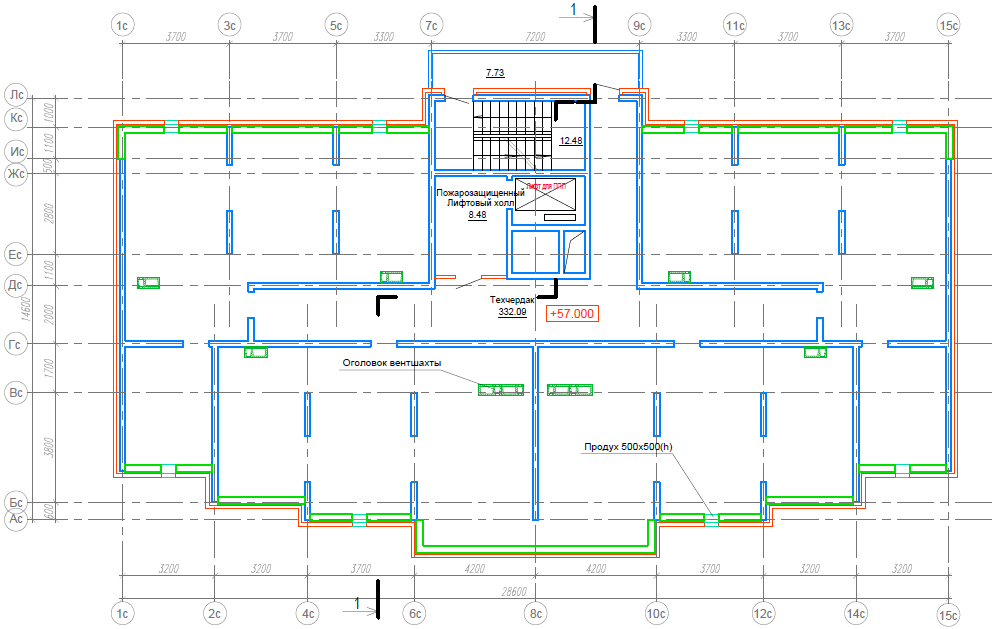 1
1с 3с 5с 7с 9с 11с 13с 15с
3700 3700 3300 7200 3300 3700 3700
7.73
Лс
Кс
Ис
Жс
Ес
Дс
Гс
Вс
Бс
Ас
1000
1100
500
2800
1100
2000
1700
3800
600
14600
12.48
Лифт для ППП
Пожарозащищенный
Лифтовый холл
8.48
Техчердак
332.09
+57.000
Оголовок вентшахты
Продух 500х500(h)
3200 3200 3700 4200 4200 3700 3200 3200
28600
1
1с 2с 4с 6с 8с 10с 12с 14с 15с